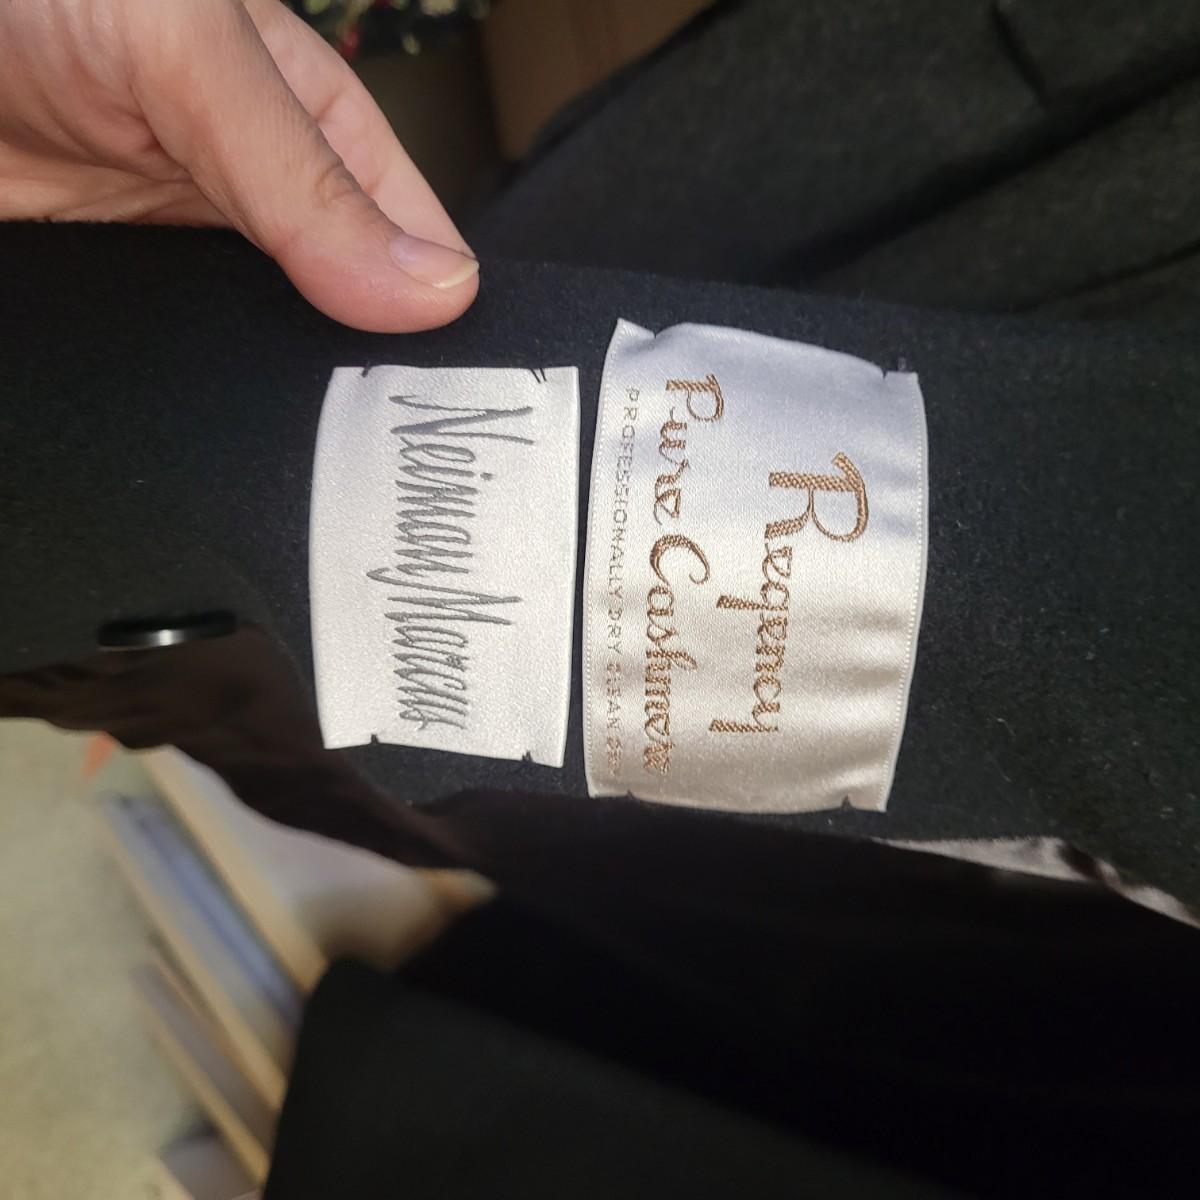 Regency
Pure Cashmere
PROFESSIONALLY DRY CLEAN ONLY
Neiman Marcus